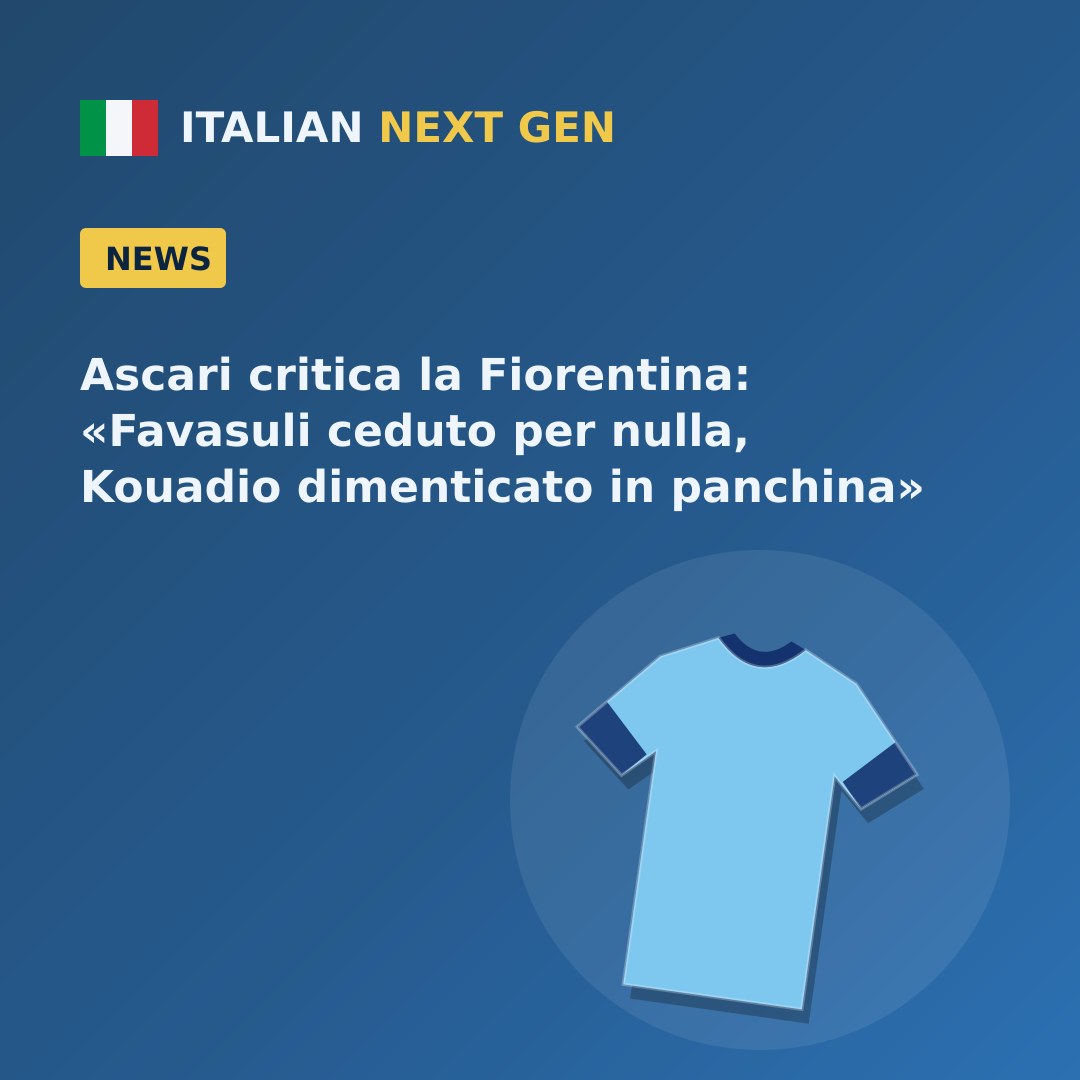 ITALIAN NEXT GEN
NEWS
Ascari critica la Fiorentina:
«Favasuli ceduto per nulla,
Kouadio dimenticato in panchina»